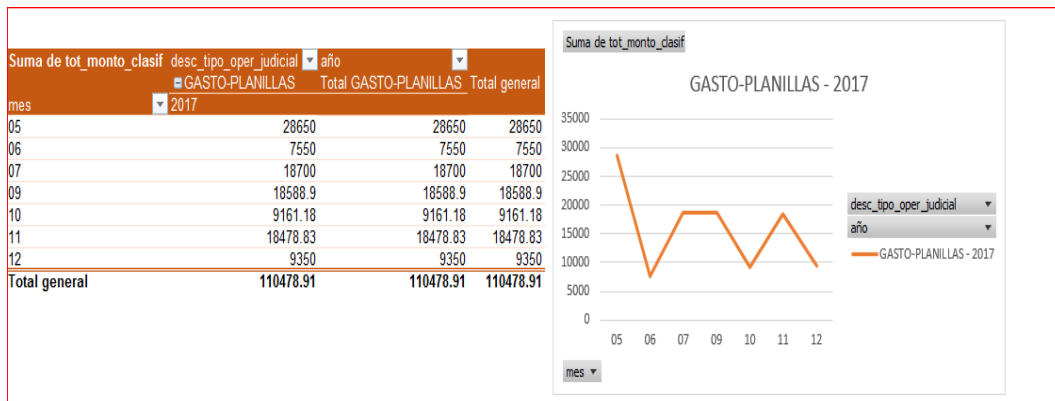 Suma de tot_monto_clasif desc_tipo_oper_judicial año
GASTO-PLANILLAS Total GASTO-PLANILLAS Total general
mes 2017
05 28650 28650 28650
06 7550 7550 7550
07 18700 18700 18700
09 18588.9 18588.9 18588.9
10 9161.18 9161.18 9161.18
11 18478.83 18478.83 18478.83
12 9350 9350 9350
Total general 110478.91 110478.91 110478.91
Suma de tot_monto_clasif
GASTO-PLANILLAS - 2017
35000
30000
25000
20000
15000
10000
5000
0
05 06 07 09 10 11 12
desc_tipo_oper_judicial
año
GASTO-PLANILLAS - 2017
mes